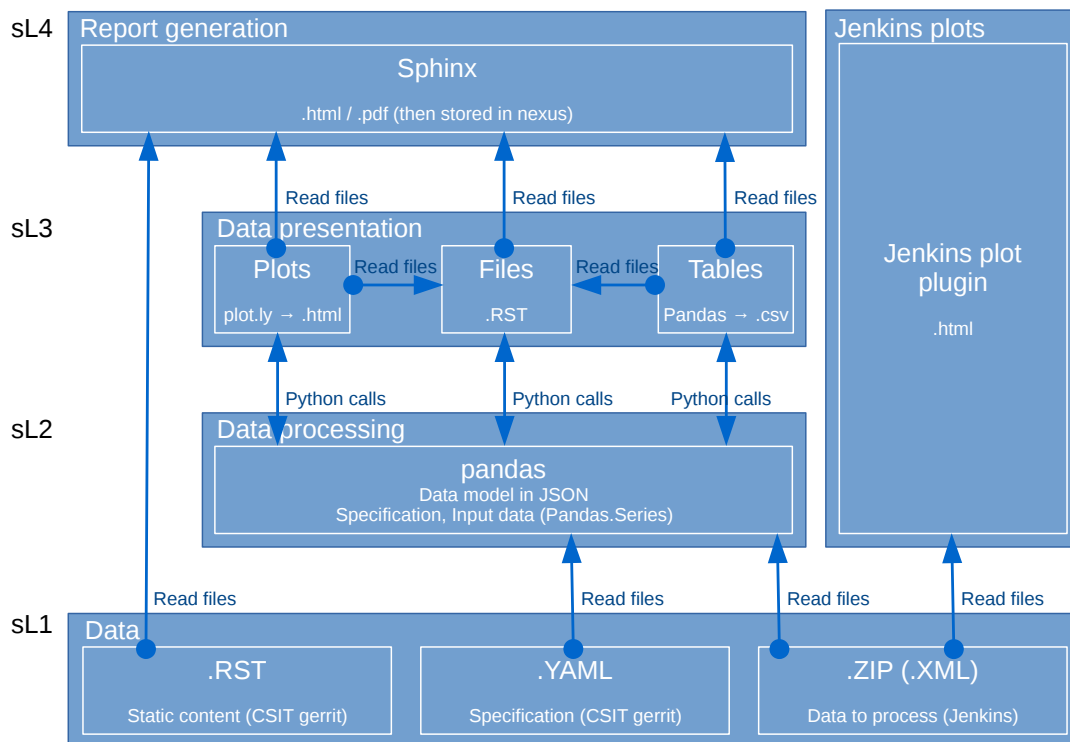 sL4
Report generation
Sphinx
.html / .pdf (then stored in nexus)
Jenkins plots
Jenkins plot
plugin
.html
Read files
Read files
Read files
sL3
Data presentation
Plots
plot.ly → .html
Read files
Files
.RST
Read files
Tables
Pandas → .csv
Python calls
Python calls
Python calls
sL2
Data processing
pandas
Data model in JSON
Specification, Input data (Pandas.Series)
Read files
Read files
Read files
Read files
sL1
Data
.RST
Static content (CSIT gerrit)
.YAML
Specification (CSIT gerrit)
.ZIP (.XML)
Data to process (Jenkins)